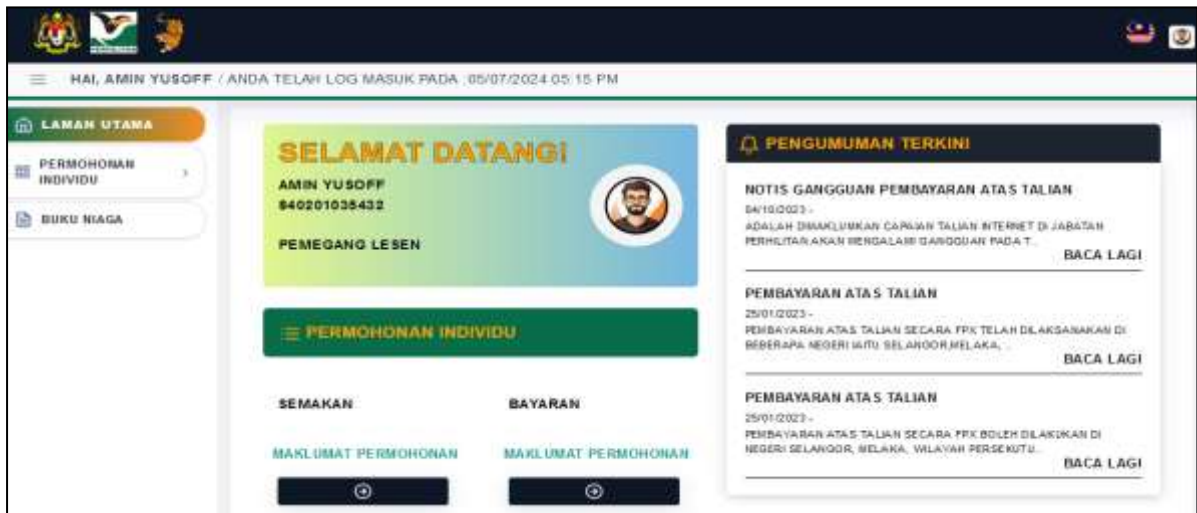 HAI, AMIN YUSOFF / ANDA TELAH LOG MASUK PADA :05/07/2024 05:15 PM
LAMAN UTAMA
PERMOHONAN
INDIVIDU
BUKU NIAGA
SELAMAT DATANG!
AMIN YUSOFF
840201035432
PEMEGANG LESEN
PERMOHONAN INDIVIDU
SEMAKAN
BAYARAN
MAKLUMAT PERMOHONAN
MAKLUMAT PERMOHONAN
PENGUMUMAN TERKINI
NOTIS GANGGUAN PEMBAYARAN ATAS TALIAN
04/10/2023 -
ADALAH DIMAKLUMKAN CAPAIAN TALIAN INTERNET DI JABATAN
PERHILITAN AKAN MENGALAMI GANGGUAN PADA T...
BACA LAGI
PEMBAYARAN ATAS TALIAN
25/01/2023 -
PEMBAYARAN ATAS TALIAN SECARA FPX TELAH DILAKSANAKAN DI
BEBERAPA NEGERI IAITU SELANGOR,MELAKA, ...
BACA LAGI
PEMBAYARAN ATAS TALIAN
25/01/2023 -
PEMBAYARAN ATAS TALIAN SECARA FPX BOLEH DILAKUKAN DI
NEGERI SELANGOR, MELAKA, WILAYAH PERSEKUTU...
BACA LAGI